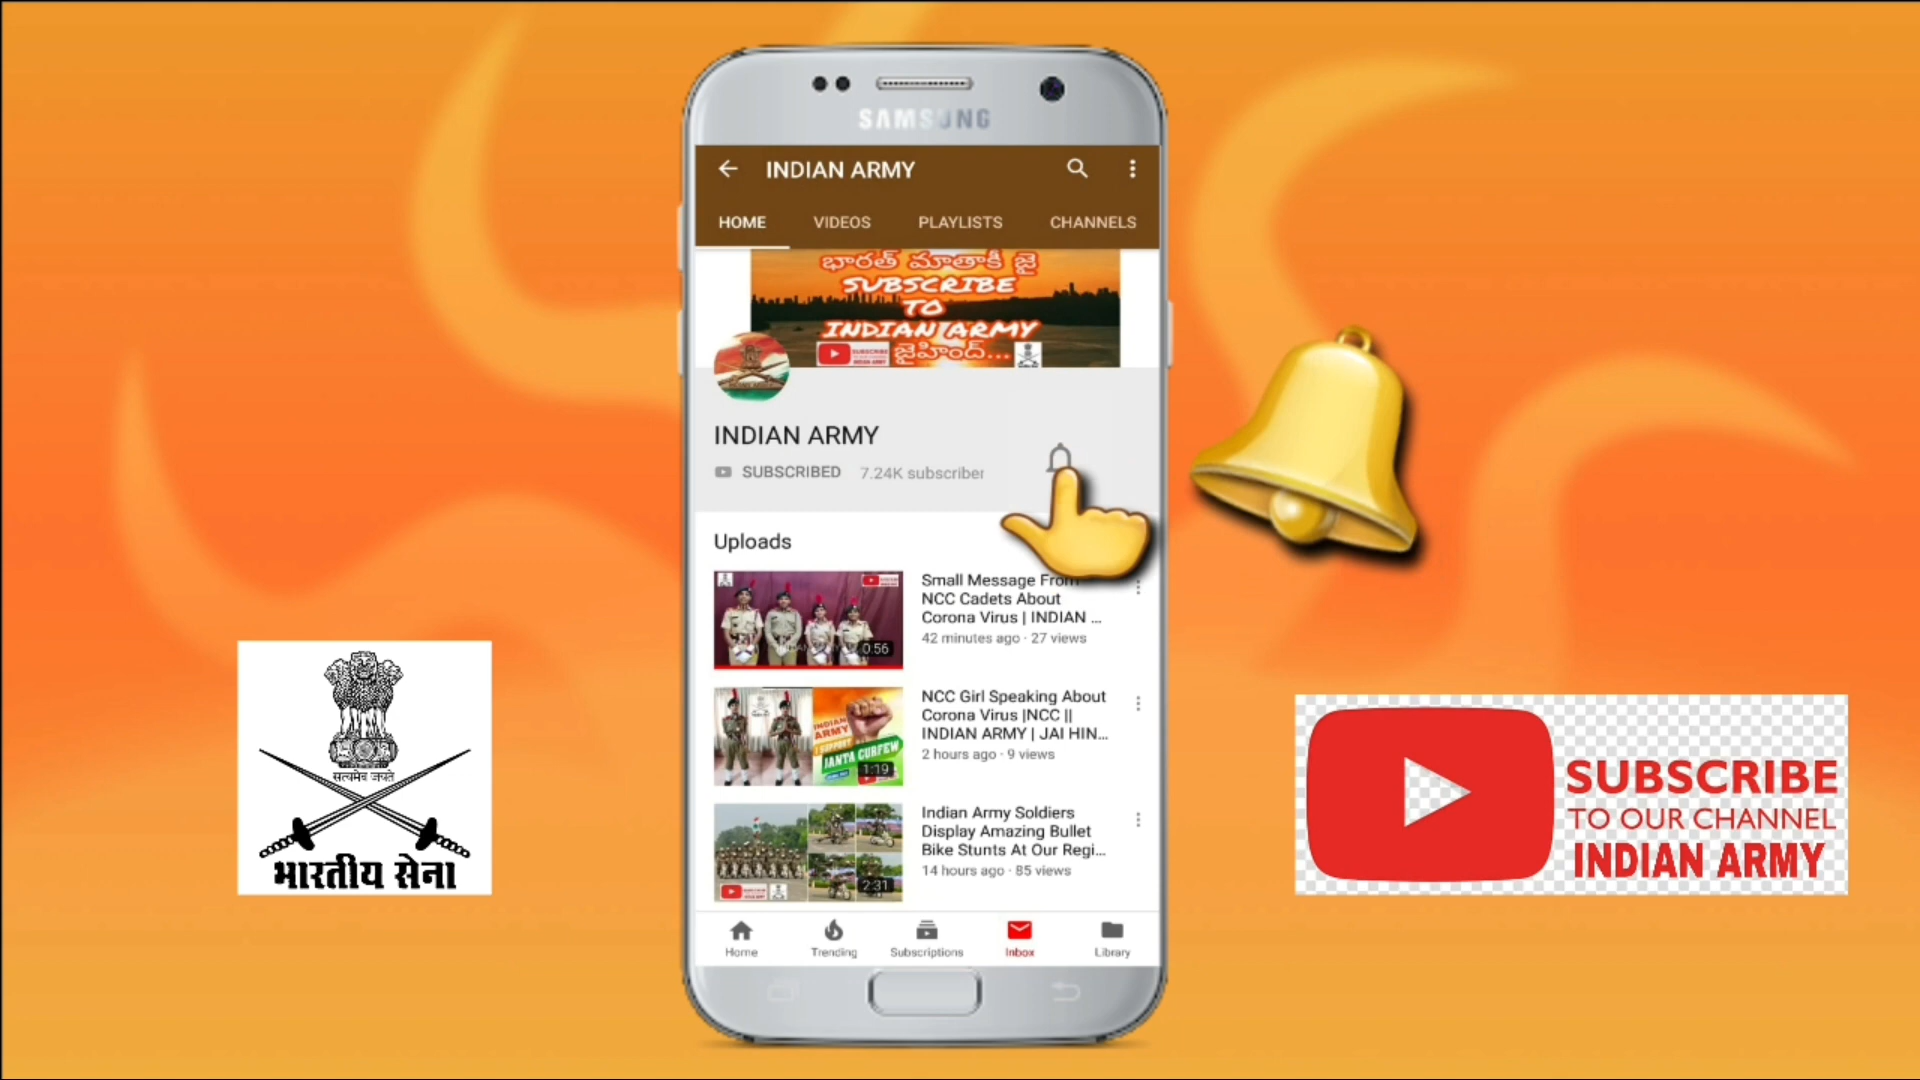 SAMSUNG
INDIAN ARMY
HOME VIDEOS PLAYLISTS CHANNELS
భారత్ మాతాకీ జై
SUBSCRIBE
TO
INDIAN ARMY
SUBSCRIBE
జైహింద్...
INDIAN ARMY
SUBSCRIBED 7.24K subscriber
Uploads
Small Message From
NCC Cadets About
Corona Virus | INDIAN ...
42 minutes ago · 27 views
0:56
NCC Girl Speaking About
Corona Virus |NCC ||
INDIAN ARMY | JAI HIN...
2 hours ago · 9 views
INDIAN
ARMY
I SUPPORT
JANTA CURFEW
1:19
Indian Army Soldiers
Display Amazing Bullet
Bike Stunts At Our Regi...
14 hours ago · 85 views
2:31
Home Trending Subscriptions Inbox Library
सत्यमेव जयते
भारतीय सेना
SUBSCRIBE
TO OUR CHANNEL
INDIAN ARMY